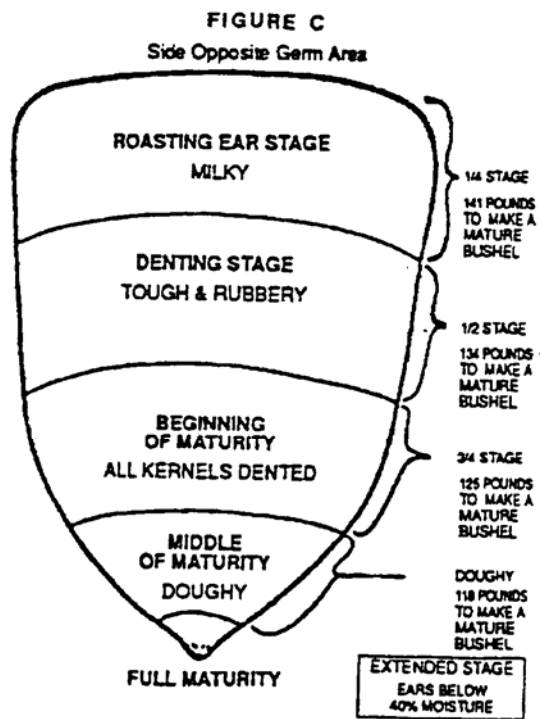 FIGURE C
Side Opposite Germ Area
ROASTING EAR STAGE
MILKY
1/4 STAGE
141 POUNDS
TO MAKE A
MATURE
BUSHEL
DENTING STAGE
TOUGH & RUBBERY
1/2 STAGE
134 POUNDS
TO MAKE A
MATURE
BUSHEL
BEGINNING
OF MATURITY
ALL KERNELS DENTED
3/4 STAGE
125 POUNDS
TO MAKE A
MATURE
BUSHEL
MIDDLE
OF MATURITY
DOUGHY
DOUGHY
118 POUNDS
TO MAKE A
MATURE
BUSHEL
FULL MATURITY
EXTENDED STAGE
EARS BELOW
40% MOISTURE